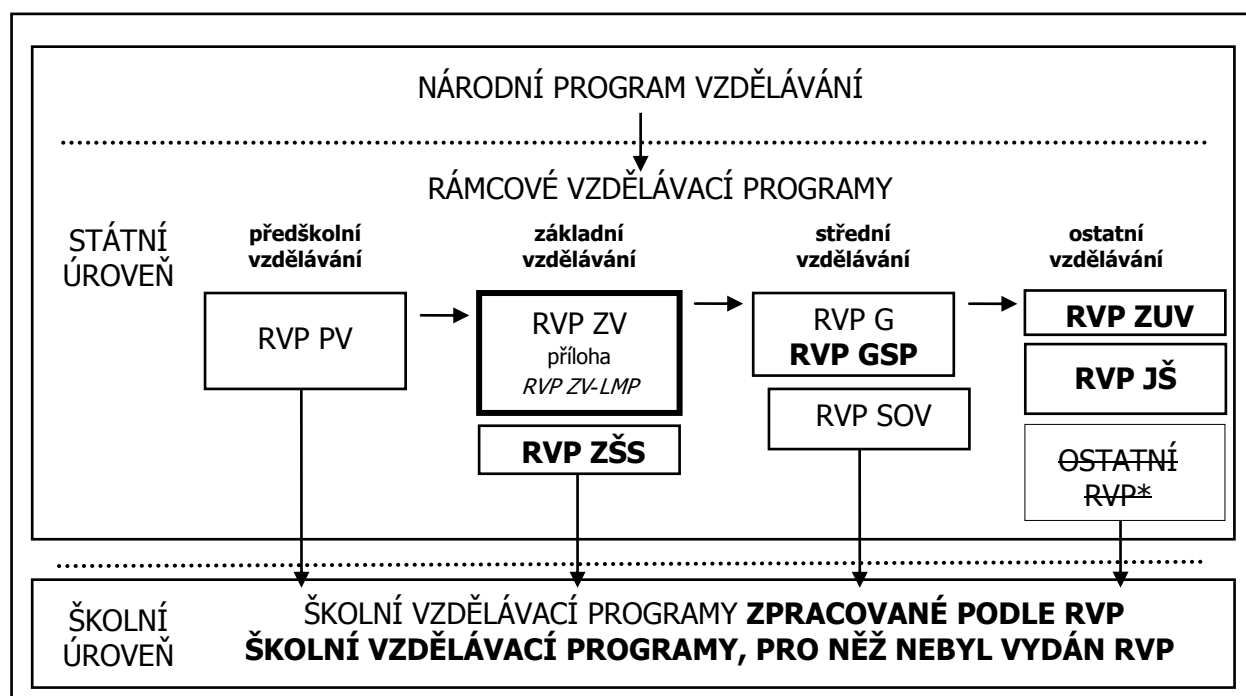 NÁRODNÍ PROGRAM VZDĚLÁVÁNÍ
RÁMCOVÉ VZDĚLÁVACÍ PROGRAMY
STÁTNÍ
ÚROVEŇ
předškolní
vzdělávání
základní
vzdělávání
střední
vzdělávání
ostatní
vzdělávání
RVP PV
RVP ZV
příloha
RVP ZV-LMP
RVP ZŠS
RVP G
RVP GSP
RVP SOV
RVP ZUV
RVP JŠ
OSTATNÍ
RVP*
ŠKOLNÍ
ÚROVEŇ
ŠKOLNÍ VZDĚLÁVACÍ PROGRAMY ZPRACOVANÉ PODLE RVP
ŠKOLNÍ VZDĚLÁVACÍ PROGRAMY, PRO NĚŽ NEBYL VYDÁN RVP